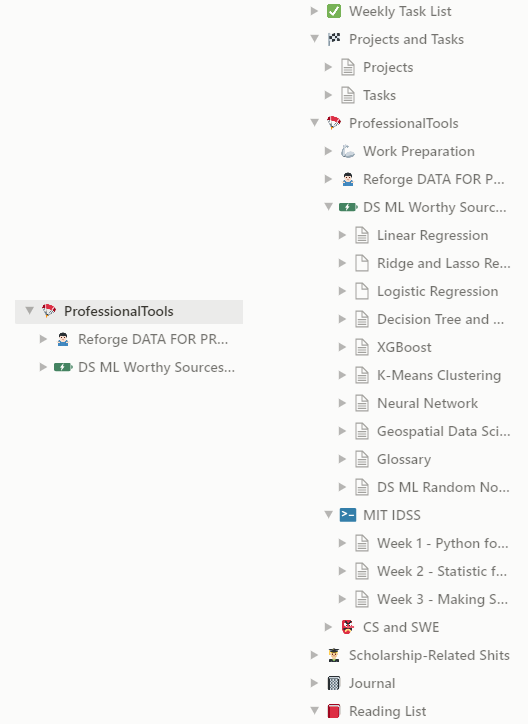 ProfessionalTools
Reforge DATA FOR PR...
DS ML Worthy Sources...
Weekly Task List
Projects and Tasks
Projects
Tasks
ProfessionalTools
Work Preparation
Reforge DATA FOR P...
DS ML Worthy Sourc...
Linear Regression
Ridge and Lasso Re...
Logistic Regression
Decision Tree and ...
XGBoost
K-Means Clustering
Neural Network
Geospatial Data Sci...
Glossary
DS ML Random No...
MIT IDSS
Week 1 - Python fo...
Week 2 - Statistic f...
Week 3 - Making S...
CS and SWE
Scholarship-Related Shits
Journal
Reading List